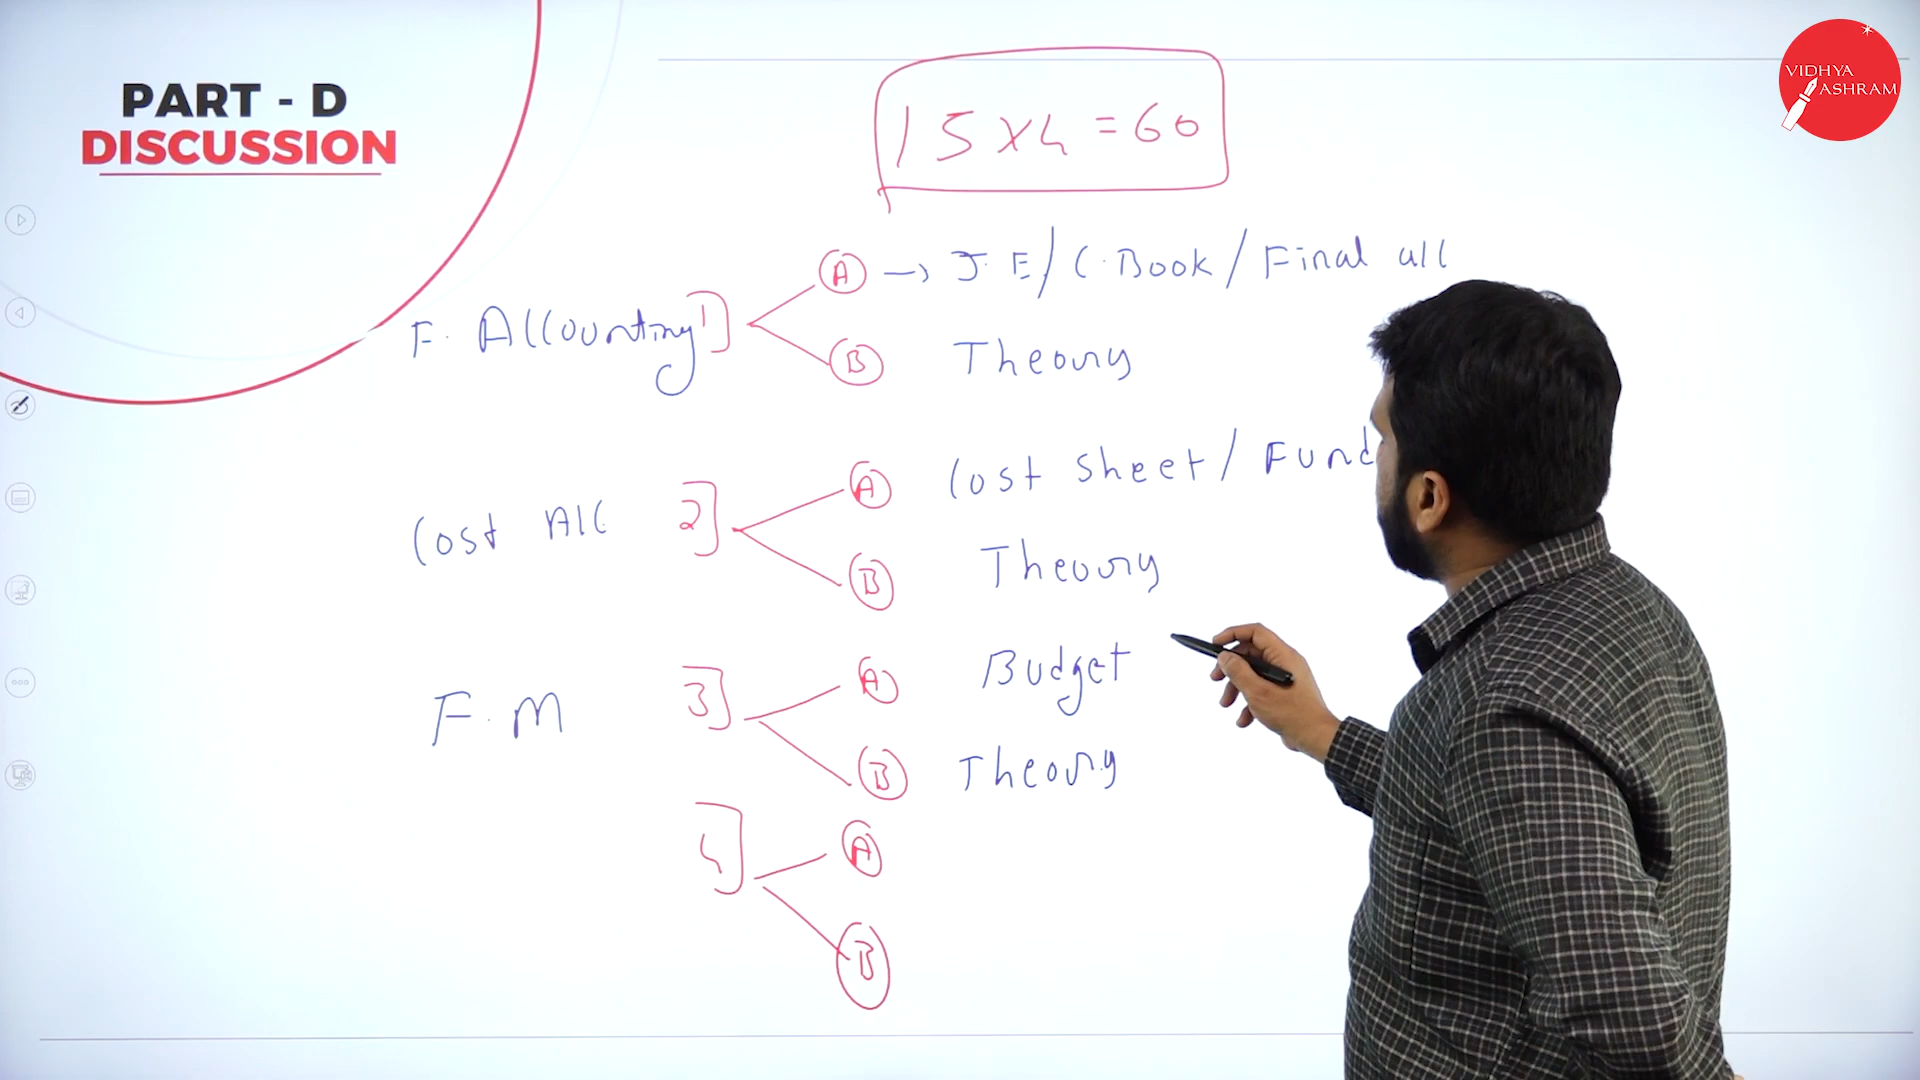 PART - D
DISCUSSION
VIDHYA
ASHRAM
15 x 4 = 60
F. Accounting 1] A → J.E/C.Book/Final acc
B Theory
Cost A/C 2] A Cost Sheet/Fund
B Theory
F.M 3] A Budget
B Theory
4] A
B